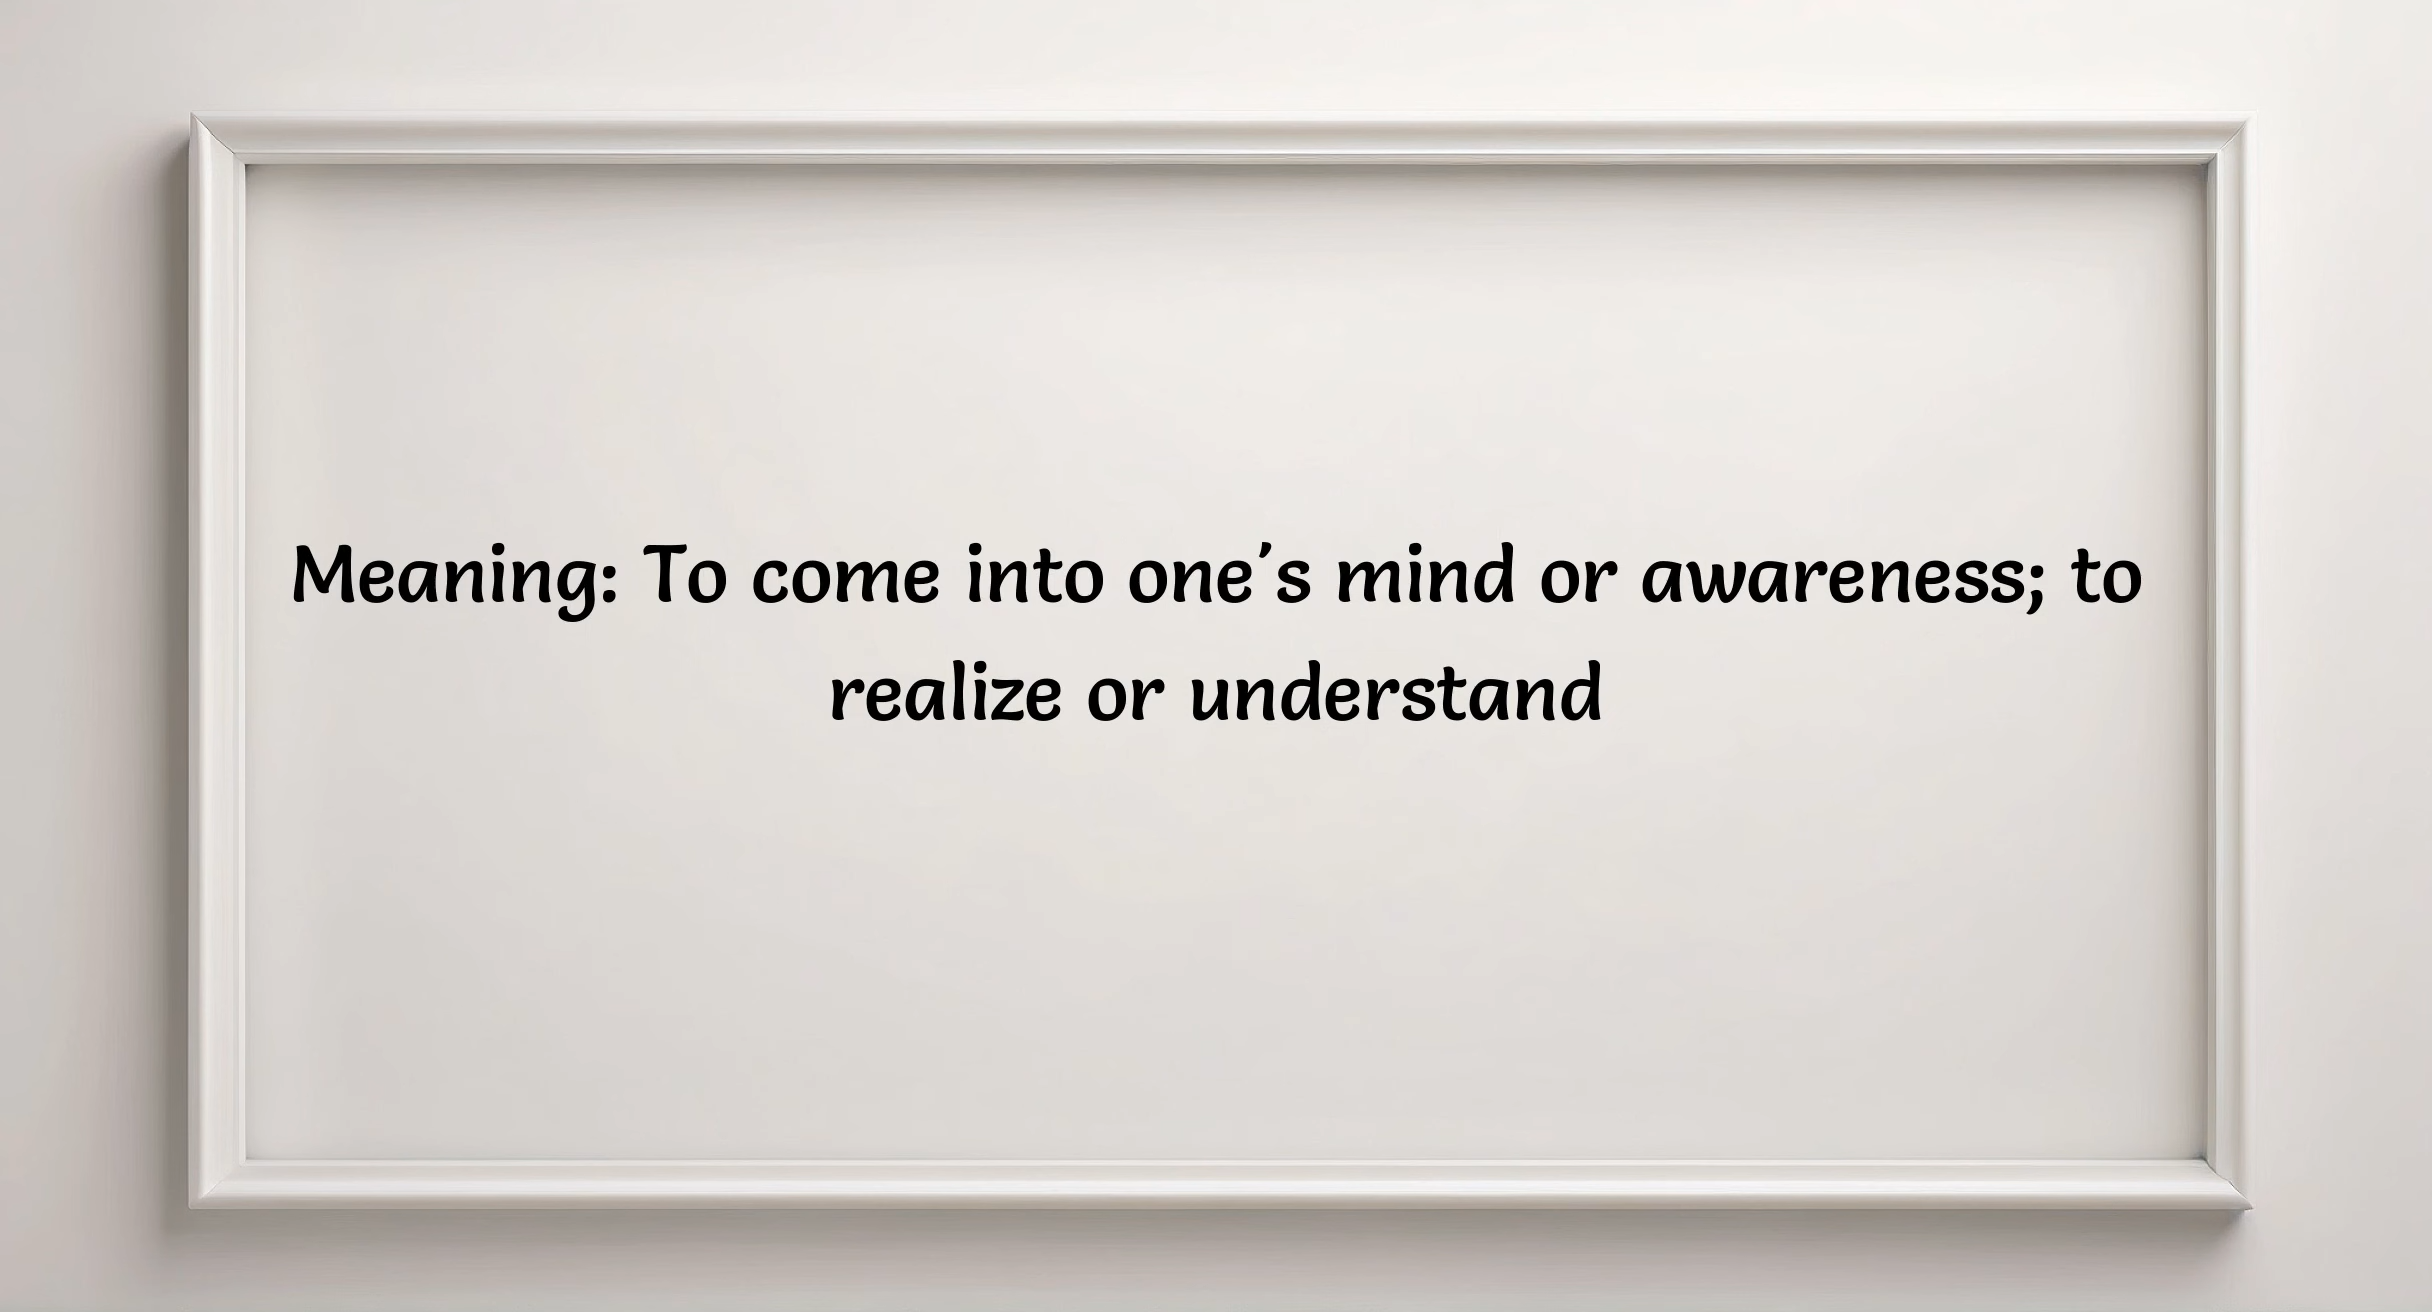 Meaning: To come into one's mind or awareness; to
realize or understand